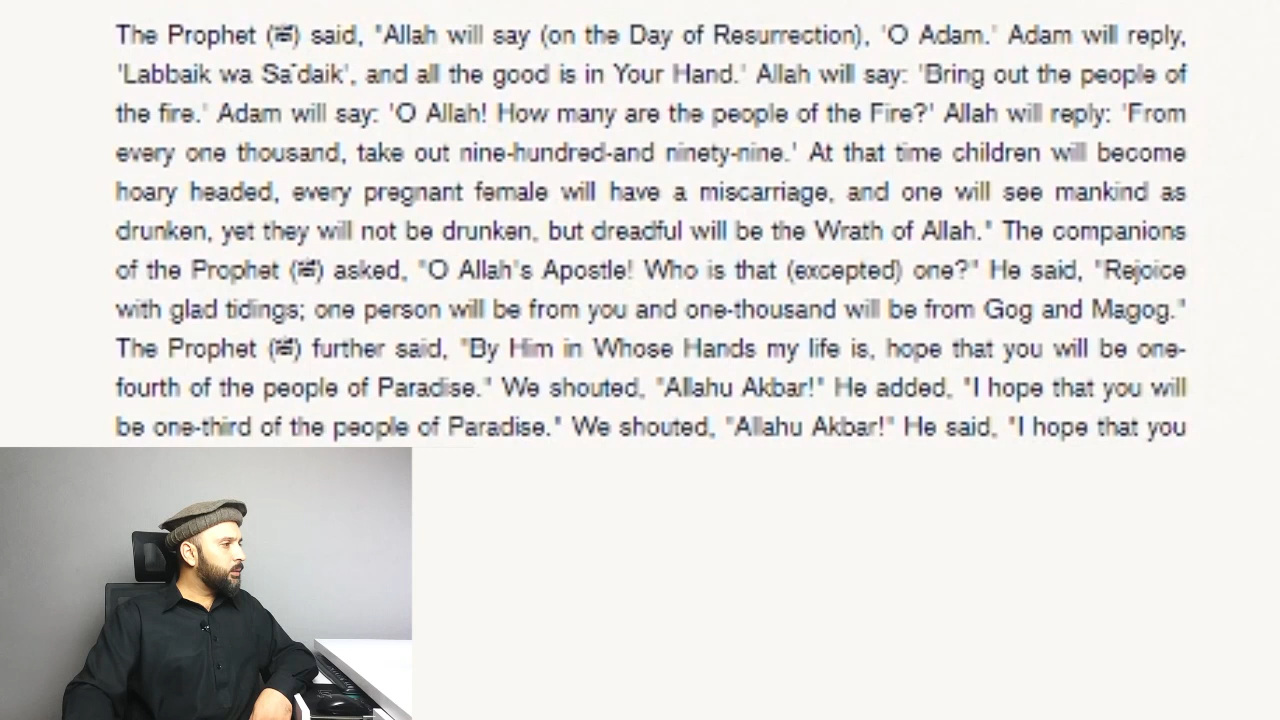 The Prophet (ﷺ) said, "Allah will say (on the Day of Resurrection), 'O Adam.' Adam will reply,
'Labbaik wa Sa`daik', and all the good is in Your Hand.' Allah will say: 'Bring out the people of
the fire.' Adam will say: 'O Allah! How many are the people of the Fire?' Allah will reply: 'From
every one thousand, take out nine-hundred-and ninety-nine.' At that time children will become
hoary headed, every pregnant female will have a miscarriage, and one will see mankind as
drunken, yet they will not be drunken, but dreadful will be the Wrath of Allah." The companions
of the Prophet (ﷺ) asked, "O Allah's Apostle! Who is that (excepted) one?" He said, "Rejoice
with glad tidings; one person will be from you and one-thousand will be from Gog and Magog."
The Prophet (ﷺ) further said, "By Him in Whose Hands my life is, hope that you will be one-
fourth of the people of Paradise." We shouted, "Allahu Akbar!" He added, "I hope that you will
be one-third of the people of Paradise." We shouted, "Allahu Akbar!" He said, "I hope that you